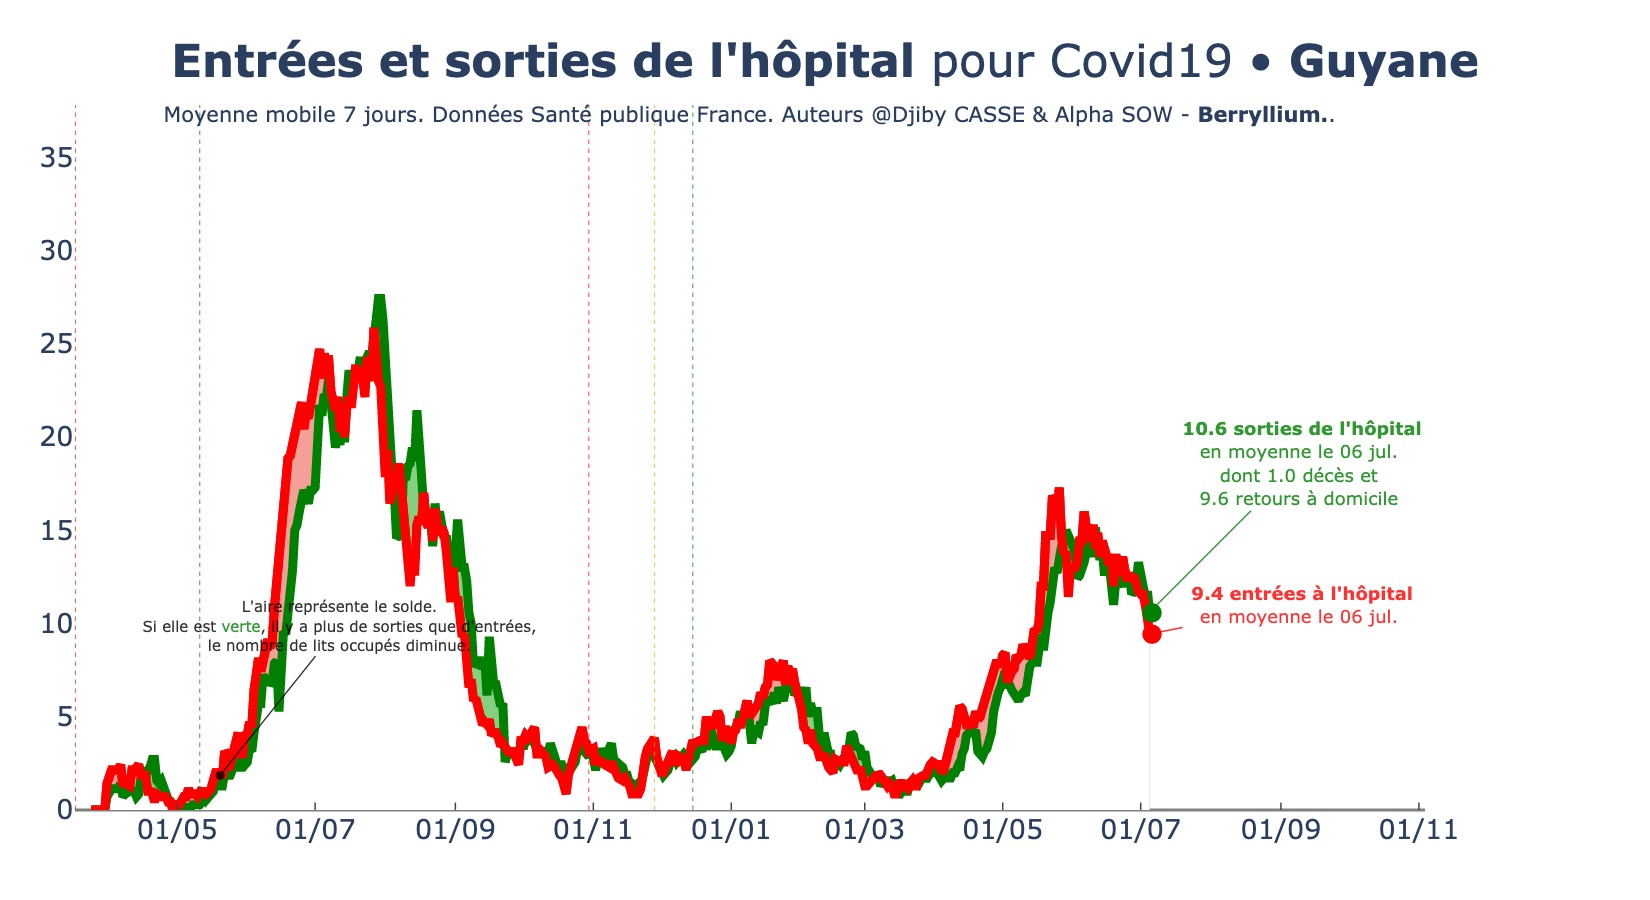 Entrées et sorties de l'hôpital pour Covid19 • Guyane
Moyenne mobile 7 jours. Données Santé publique France. Auteurs @Djiby CASSE & Alpha SOW - Berryllium..
35
30
25
20
15
10
5
0
10.6 sorties de l'hôpital
en moyenne le 06 jul.
dont 1.0 décès et
9.6 retours à domicile
9.4 entrées à l'hôpital
en moyenne le 06 jul.
L'aire représente le solde.
Si elle est verte, il y a plus de sorties que d'entrées,
le nombre de lits occupés diminue.
01/05 01/07 01/09 01/11 01/01 01/03 01/05 01/07 01/09 01/11